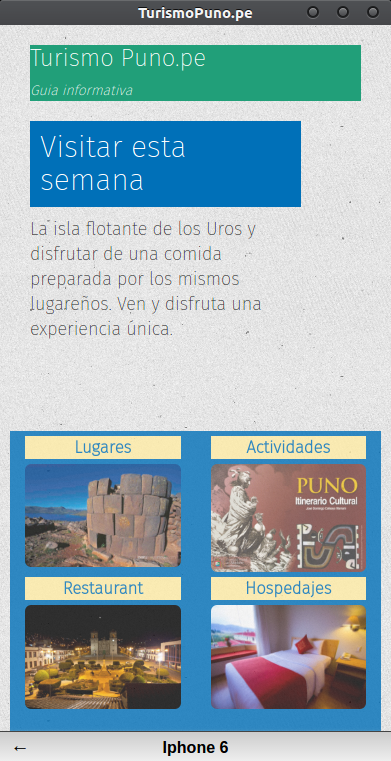 TurismoPuno.pe
Turismo Puno.pe
Guia informativa
Visitar esta
semana
La isla flotante de los Uros y
disfrutar de una comida
preparada por los mismos
lugareños. Ven y disfruta una
experiencia única.
Lugares
Actividades
PUNO
Itinerario Cultural
Restaurant
Hospedajes
←
Iphone 6